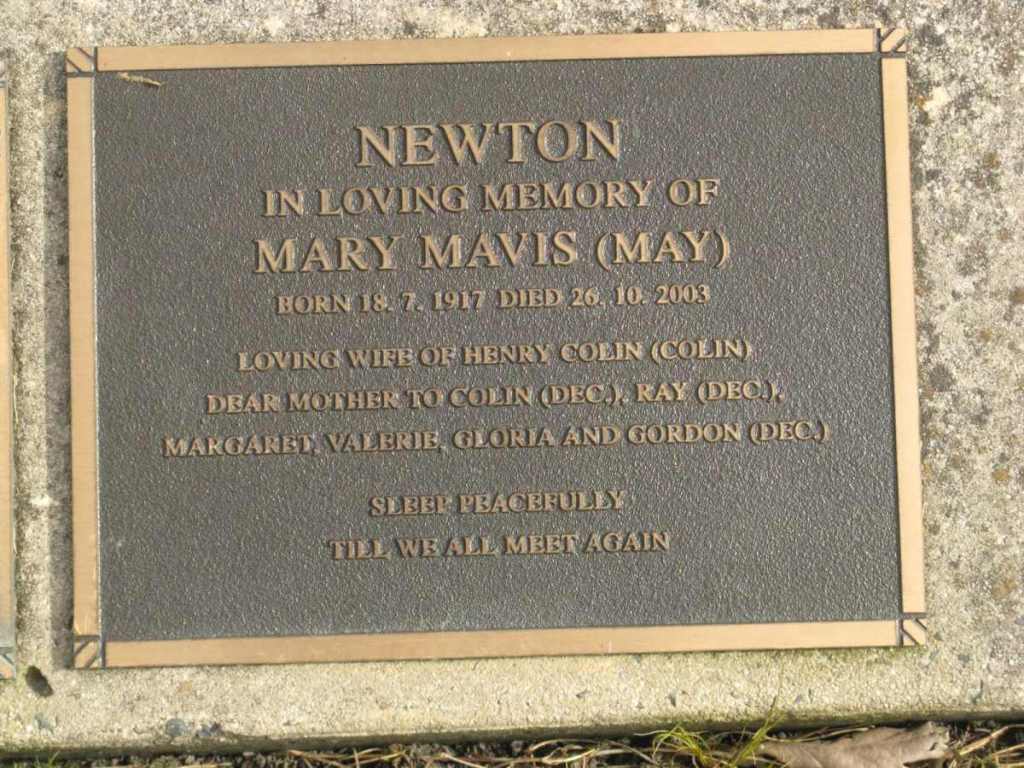 NEWTON
IN LOVING MEMORY OF
MARY MAVIS (MAY)
BORN 18. 7. 1917 DIED 26. 10. 2003
LOVING WIFE OF HENRY COLIN (COLIN)
DEAR MOTHER TO COLIN (DEC.), RAY (DEC.),
MARGARET, VALERIE, GLORIA AND GORDON (DEC.)
SLEEP PEACEFULLY
TILL WE ALL MEET AGAIN